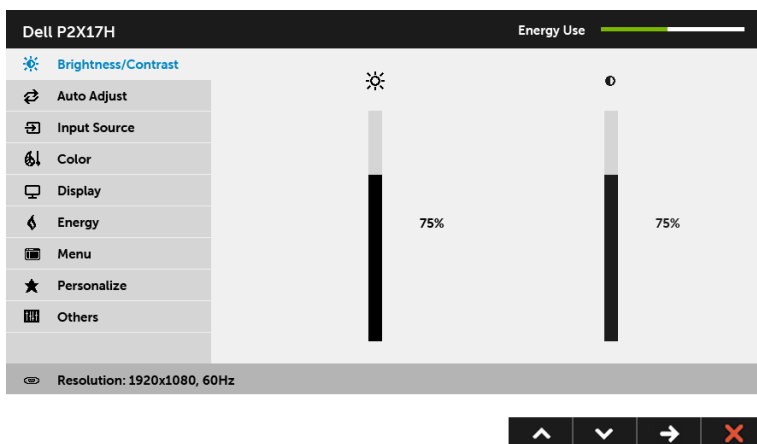 Dell P2X17H
Energy Use
Brightness/Contrast
Auto Adjust
Input Source
Color
Display
Energy
Menu
Personalize
Others
75%
75%
Resolution: 1920x1080, 60Hz